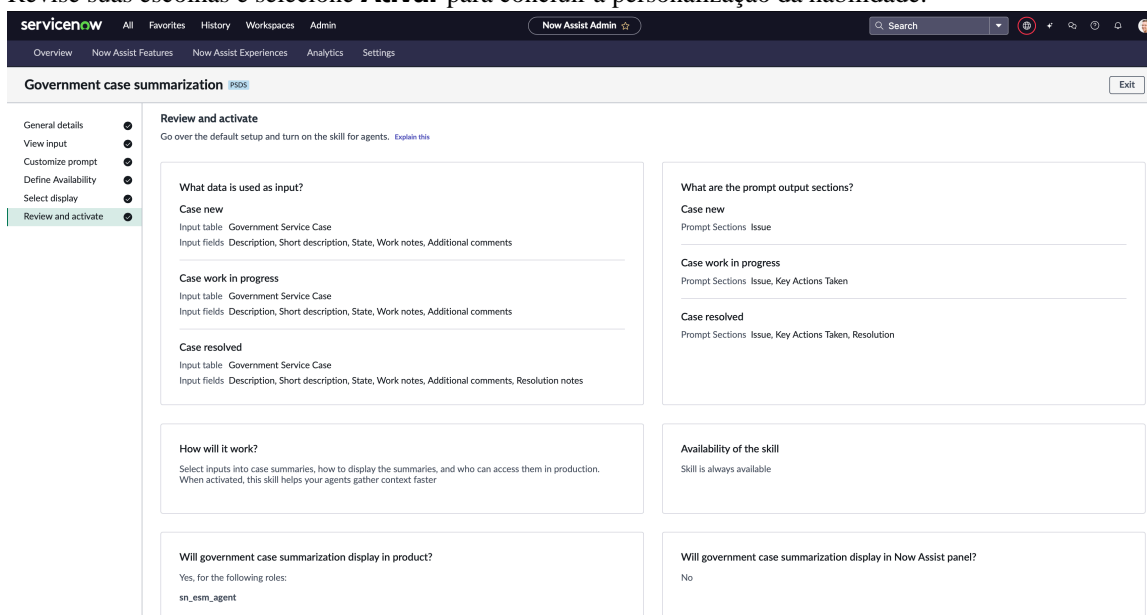 Revise suas escolhas e selecione Ativar para concluir a personalização da habilidade.
servicenow All Favorites History Workspaces Admin Now Assist Admin ☆ Search
Overview Now Assist Features Now Assist Experiences Analytics Settings
Government case summarization PSDS Exit
General details
View input
Customize prompt
Define Availability
Select display
Review and activate
Review and activate
Go over the default setup and turn on the skill for agents. Explain this
What data is used as input?
Case new
Input table Government Service Case
Input fields Description, Short description, State, Work notes, Additional comments
Case work in progress
Input table Government Service Case
Input fields Description, Short description, State, Work notes, Additional comments
Case resolved
Input table Government Service Case
Input fields Description, Short description, State, Work notes, Additional comments, Resolution notes
What are the prompt output sections?
Case new
Prompt Sections Issue
Case work in progress
Prompt Sections Issue, Key Actions Taken
Case resolved
Prompt Sections Issue, Key Actions Taken, Resolution
How will it work?
Select inputs into case summaries, how to display the summaries, and who can access them in production.
When activated, this skill helps your agents gather context faster
Availability of the skill
Skill is always available
Will government case summarization display in product?
Yes, for the following roles:
sn_esm_agent
Will government case summarization display in Now Assist panel?
No